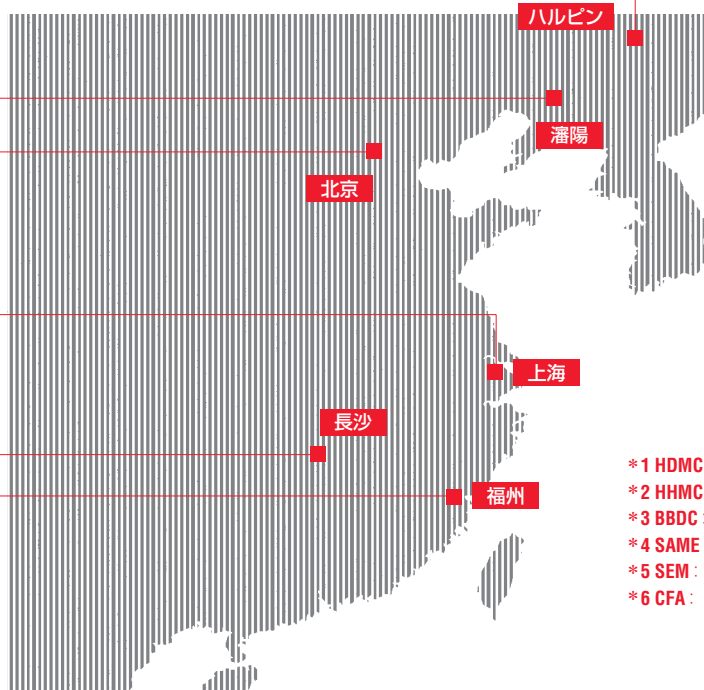 ハルピン
瀋陽
北京
上海
長沙
福州
*1 HDMC
*2 HHMC
*3 BBDC :
*4 SAME
*5 SEM :
*6 CFA :